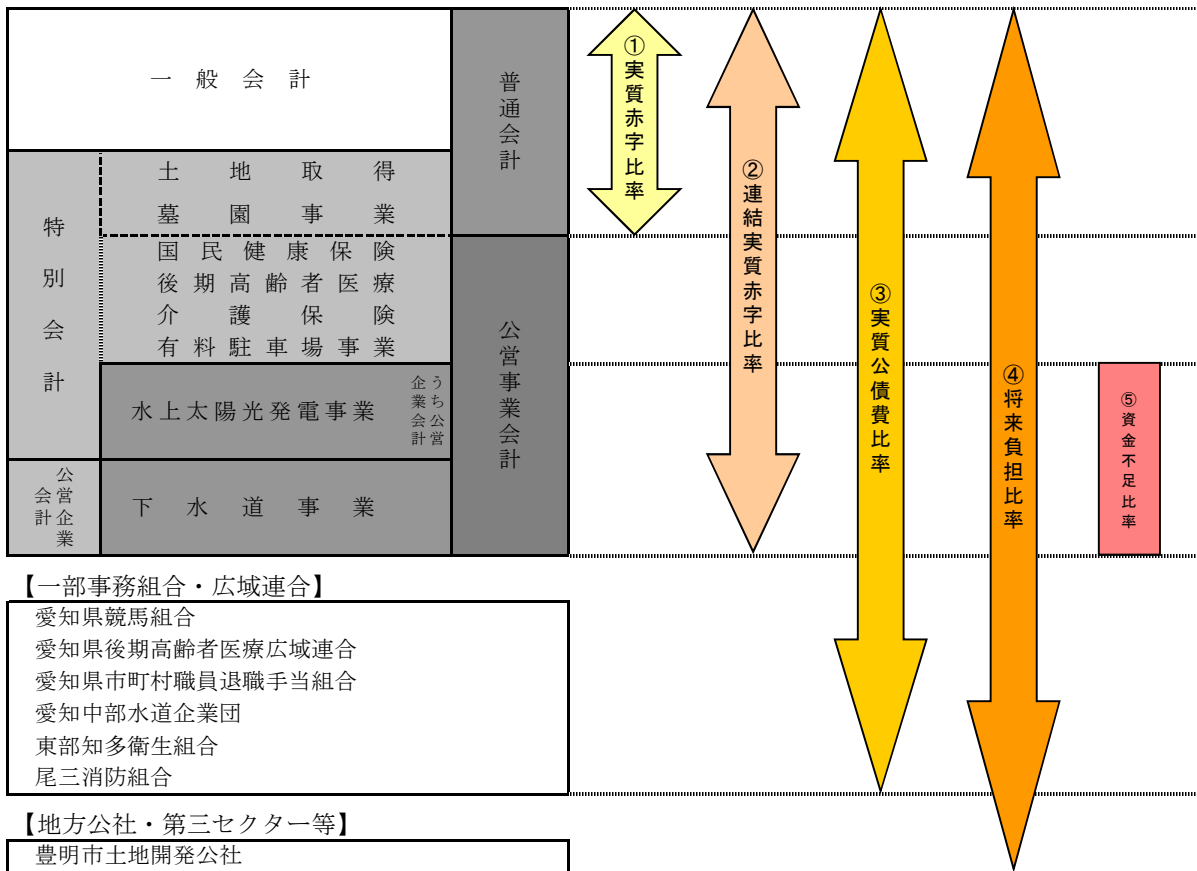 一般会計
普通会計
特別会計
土地取得
墓園事業
国民健康保険
後期高齢者医療
介護保険
有料駐車場事業
水上太陽光発電事業
うち公営
企業会計
公営事業会計
公営企業
会計
下水道事業
①実質赤字比率
②連結実質赤字比率
③実質公債費比率
④将来負担比率
⑤資金不足比率
【一部事務組合・広域連合】
愛知県競馬組合
愛知県後期高齢者医療広域連合
愛知県市町村職員退職手当組合
愛知中部水道企業団
東部知多衛生組合
尾三消防組合
【地方公社・第三セクター等】
豊明市土地開発公社